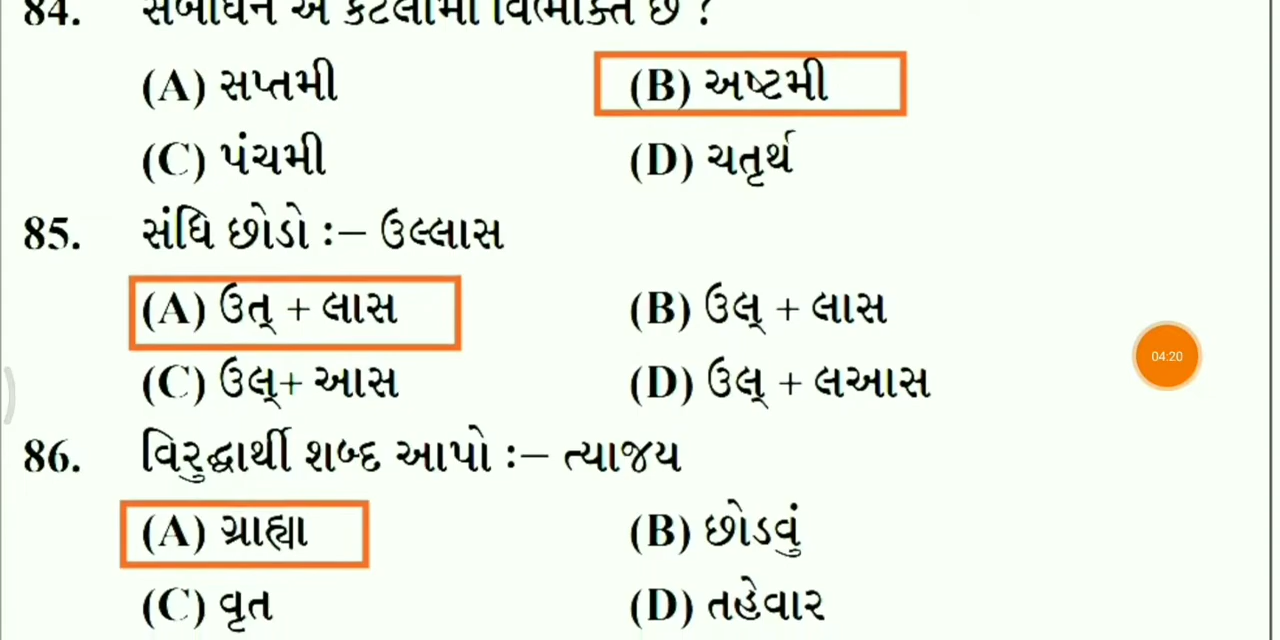 84. સંબોધન એ કેટલામી વિભક્તિ છે ?
(A) સપ્તમી (B) અષ્ટમી
(C) પંચમી (D) ચતૃર્થ
85. સંધિ છોડો :– ઉલ્લાસ
(A) ઉત્ + લાસ (B) ઉલ્ + લાસ
(C) ઉલ્+ આસ (D) ઉલ્ + લઆસ
04:20
86. વિરુદ્ધાર્થી શબ્દ આપો :– ત્યાજય
(A) ગ્રાહ્યા (B) છોડવું
(C) વૃત (D) તહેવાર